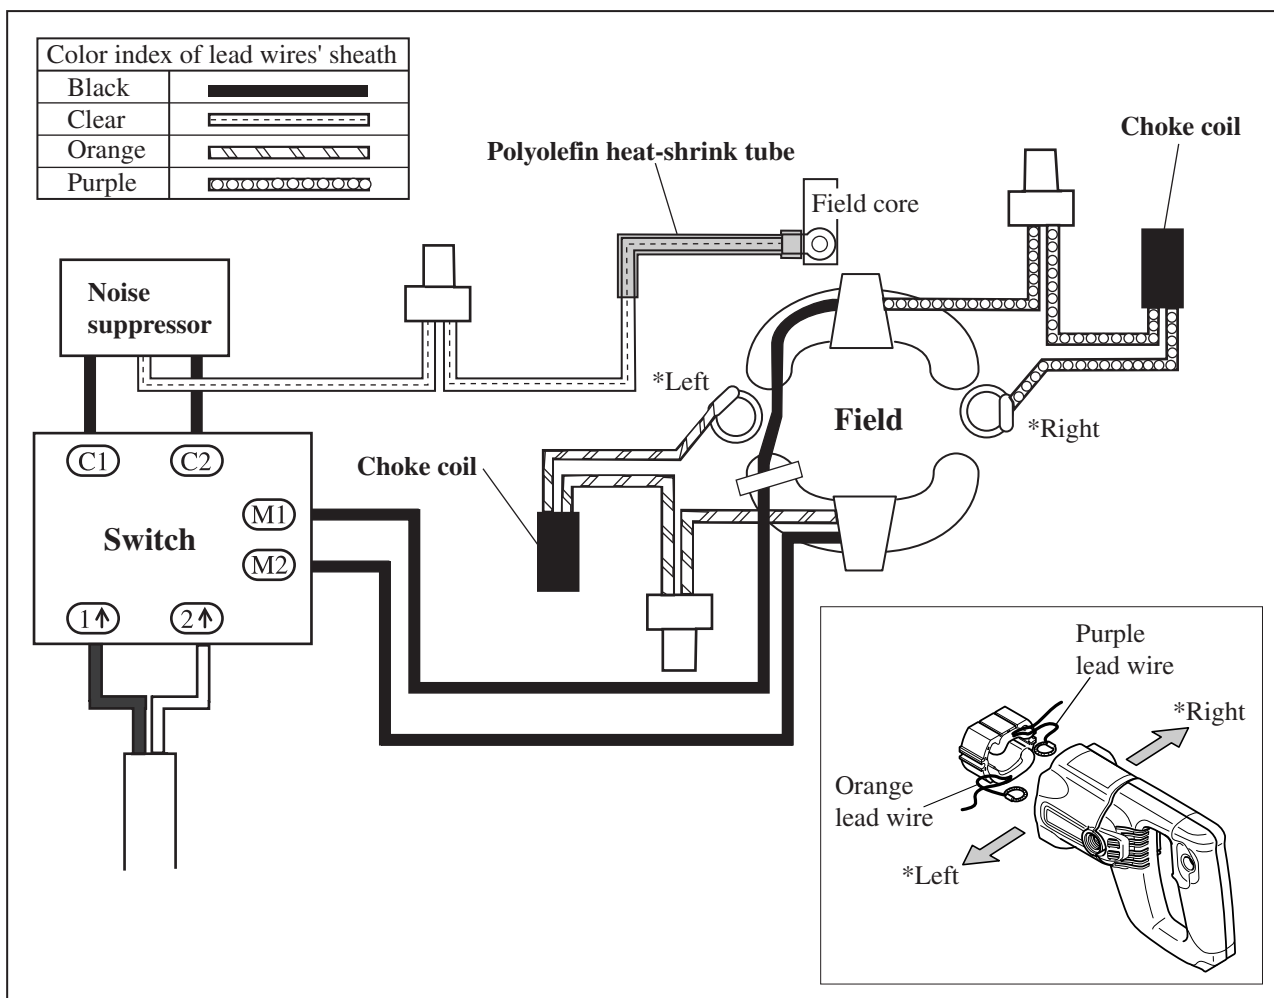 Color index of lead wires' sheath
Black
Clear
Orange
Purple
Choke coil
Polyolefin heat-shrink tube
Field core
Noise
suppressor
*Left
Field
*Right
Choke coil
C1
C2
M1
Switch
M2
1↑
2↑
Purple
lead wire
*Right
Orange
lead wire
*Left